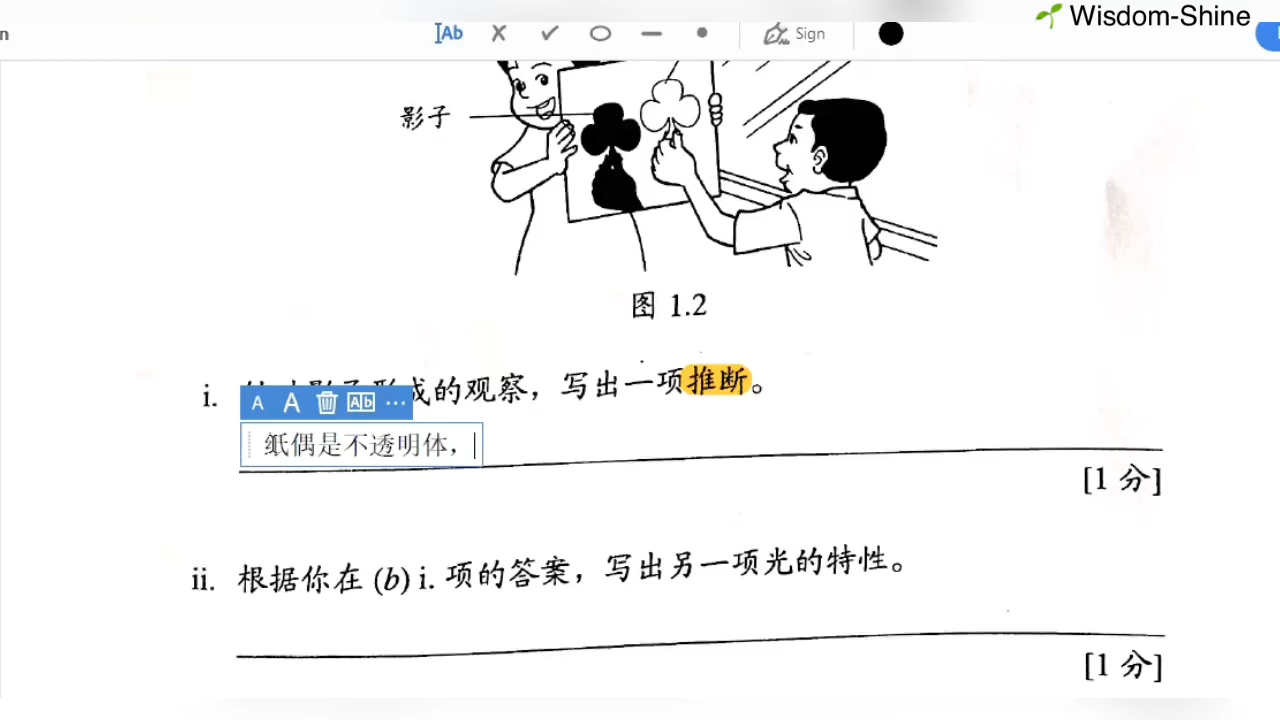 Wisdom-Shine
n
Ab
Sign
影子
图 1.2
i. 成的观察，写出一项推断。
A A Ab ...
纸偶是不透明体，
[1 分]
ii. 根据你在 (b) i. 项的答案，写出另一项光的特性。
[1 分]